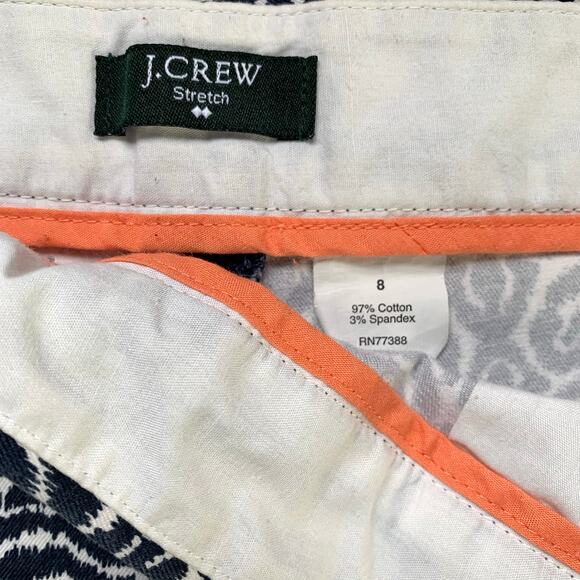 J.CREW
Stretch
8
97% Cotton
3% Spandex
RN77388